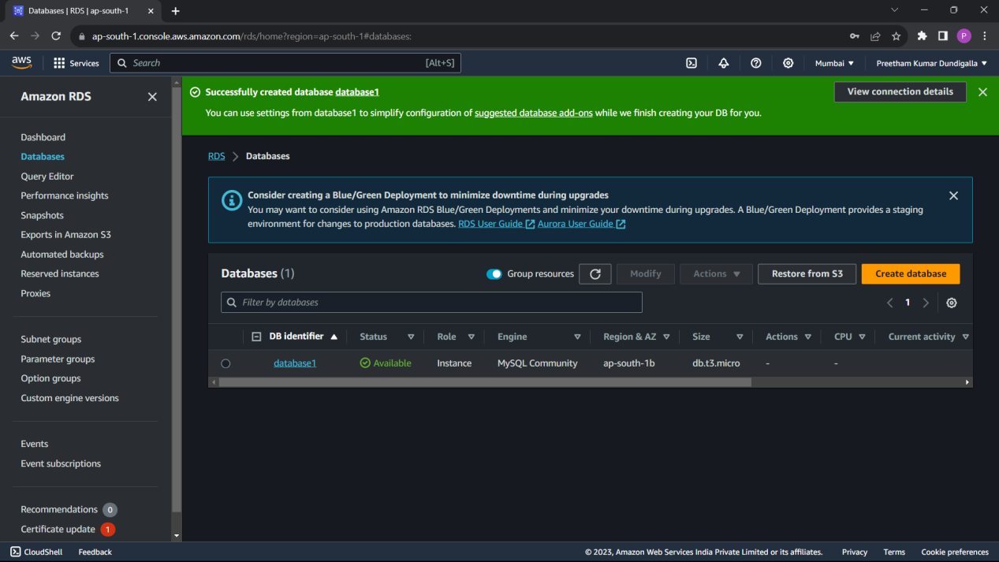 Databases | RDS | ap-south-1
ap-south-1.console.aws.amazon.com/rds/home?region=ap-south-1#databases:
P
aws
Services
Search
[Alt+S]
Mumbai
Preetham Kumar Dundigalla
Amazon RDS
Dashboard
Databases
Query Editor
Performance insights
Snapshots
Exports in Amazon S3
Automated backups
Reserved instances
Proxies
Subnet groups
Parameter groups
Option groups
Custom engine versions
Events
Event subscriptions
Recommendations 0
Certificate update 1
Successfully created database database1
You can use settings from database1 to simplify configuration of suggested database add-ons while we finish creating your DB for you.
View connection details
RDS > Databases
Consider creating a Blue/Green Deployment to minimize downtime during upgrades
You may want to consider using Amazon RDS Blue/Green Deployments and minimize your downtime during upgrades. A Blue/Green Deployment provides a staging
environment for changes to production databases. RDS User Guide Aurora User Guide
Databases (1)
Group resources
Modify
Actions
Restore from S3
Create database
Filter by databases
1
DB identifier Status Role Engine Region & AZ Size Actions CPU Current activity
database1 Available Instance MySQL Community ap-south-1b db.t3.micro - -
CloudShell
Feedback
© 2023, Amazon Web Services India Private Limited or its affiliates.
Privacy
Terms
Cookie preferences